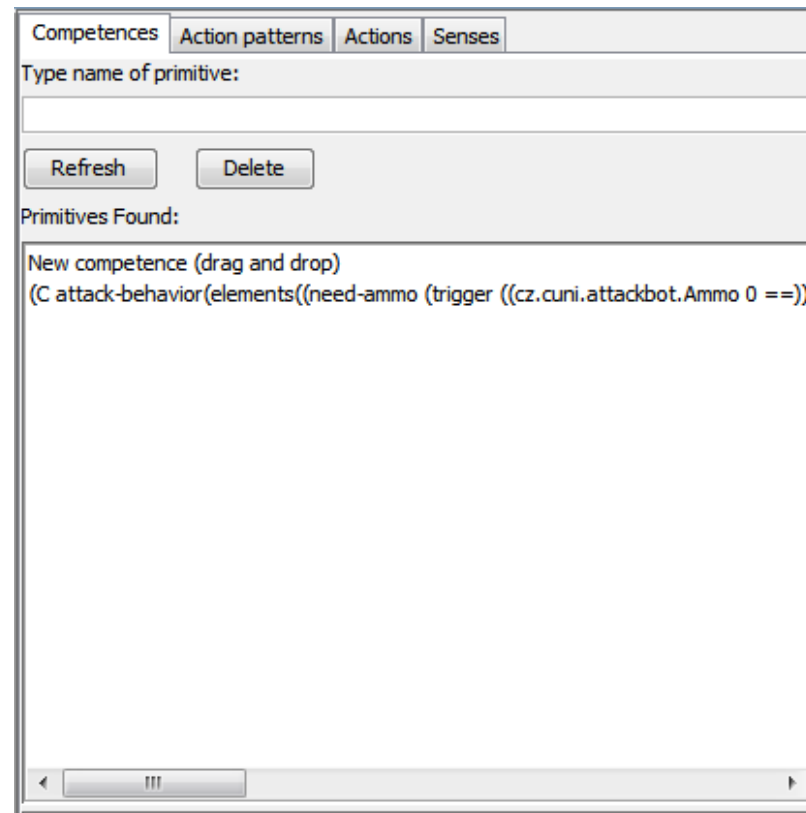 Competences Action patterns Actions Senses
Type name of primitive:
Refresh Delete
Primitives Found:
New competence (drag and drop)
(C attack-behavior(elements((need-ammo (trigger ((cz.cuni.attackbot.Ammo 0 ==))